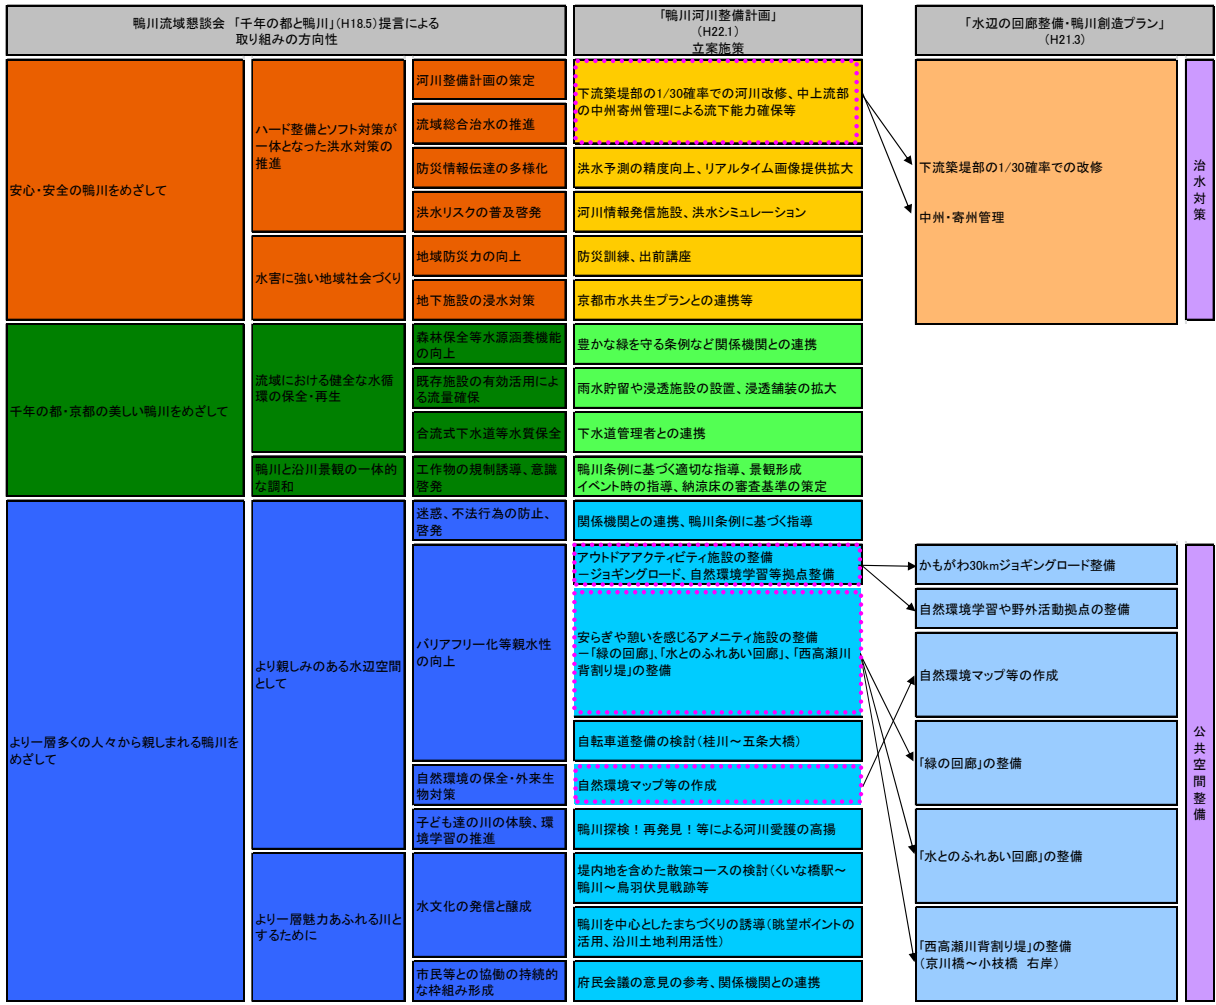 鴨川流域懇談会 「千年の都と鴨川」(H18.5)提言による
取り組みの方向性
「鴨川河川整備計画」
(H22.1)
立案施策
「水辺の回廊整備・鴨川創造プラン」
(H21.3)
安心・安全の鴨川をめざして
ハード整備とソフト対策が
一体となった洪水対策の
推進
河川整備計画の策定
流域総合治水の推進
下流築堤部の1/30確率での河川改修、中上流部
の中州寄州管理による流下能力確保等
防災情報伝達の多様化
洪水予測の精度向上、リアルタイム画像提供拡大
洪水リスクの普及啓発
河川情報発信施設、洪水シミュレーション
水害に強い地域社会づくり
地域防災力の向上
防災訓練、出前講座
地下施設の浸水対策
京都市水共生プランとの連携等
下流築堤部の1/30確率での改修
中州・寄州管理
治水対策
千年の都・京都の美しい鴨川をめざして
流域における健全な水循
環の保全・再生
森林保全等水源涵養機能
の向上
豊かな緑を守る条例など関係機関との連携
既存施設の有効活用によ
る流量確保
雨水貯留や浸透施設の設置、浸透舗装の拡大
合流式下水道等水質保全
下水道管理者との連携
鴨川と沿川景観の一体的
な調和
工作物の規制誘導、意識
啓発
鴨川条例に基づく適切な指導、景観形成
イベント時の指導、納涼床の審査基準の策定
より一層多くの人々から親しまれる鴨川を
めざして
より親しみのある水辺空間
として
迷惑、不法行為の防止、
啓発
関係機関との連携、鴨川条例に基づく指導
バリアフリー化等親水性
の向上
アウトドアアクティビティ施設の整備
−ジョギングロード、自然環境学習等拠点整備
安らぎや憩いを感じるアメニティ施設の整備
−「緑の回廊」、「水とのふれあい回廊」、「西高瀬川
背割り堤」の整備
自転車道整備の検討(桂川～五条大橋)
自然環境の保全・外来生
物対策
自然環境マップ等の作成
子ども達の川の体験、環
境学習の推進
鴨川探検！再発見！等による河川愛護の高揚
より一層魅力あふれる川と
するために
水文化の発信と醸成
堤内地を含めた散策コースの検討(くいな橋駅～
鴨川～鳥羽伏見戦跡等
鴨川を中心としたまちづくりの誘導(眺望ポイントの
活用、沿川土地利用活性)
市民等との協働の持続的
な枠組み形成
府民会議の意見の参考、関係機関との連携
かもがわ30kmジョギングロード整備
自然環境学習や野外活動拠点の整備
自然環境マップ等の作成
「緑の回廊」の整備
「水とのふれあい回廊」の整備
「西高瀬川背割り堤」の整備
(京川橋～小枝橋 右岸)
公共空間整備